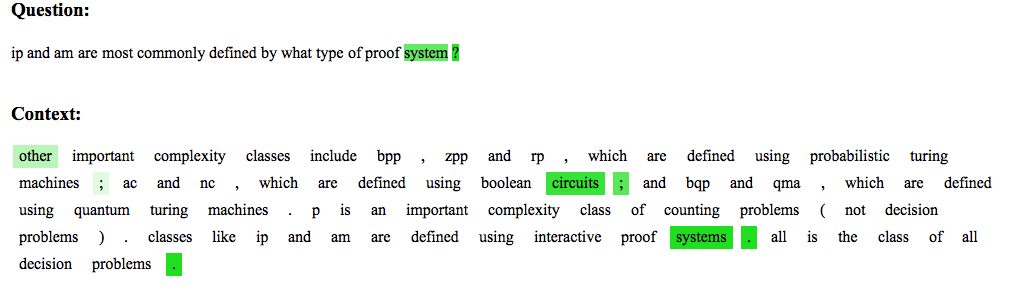 Question:
ip and am are most commonly defined by what type of proof system ?
Context:
other important complexity classes include bpp , zpp and rp , which are defined using probabilistic turing
machines ; ac and nc , which are defined using boolean circuits ; and bqp and qma , which are defined
using quantum turing machines . p is an important complexity class of counting problems ( not decision
problems ) . classes like ip and am are defined using interactive proof systems . all is the class of all
decision problems .